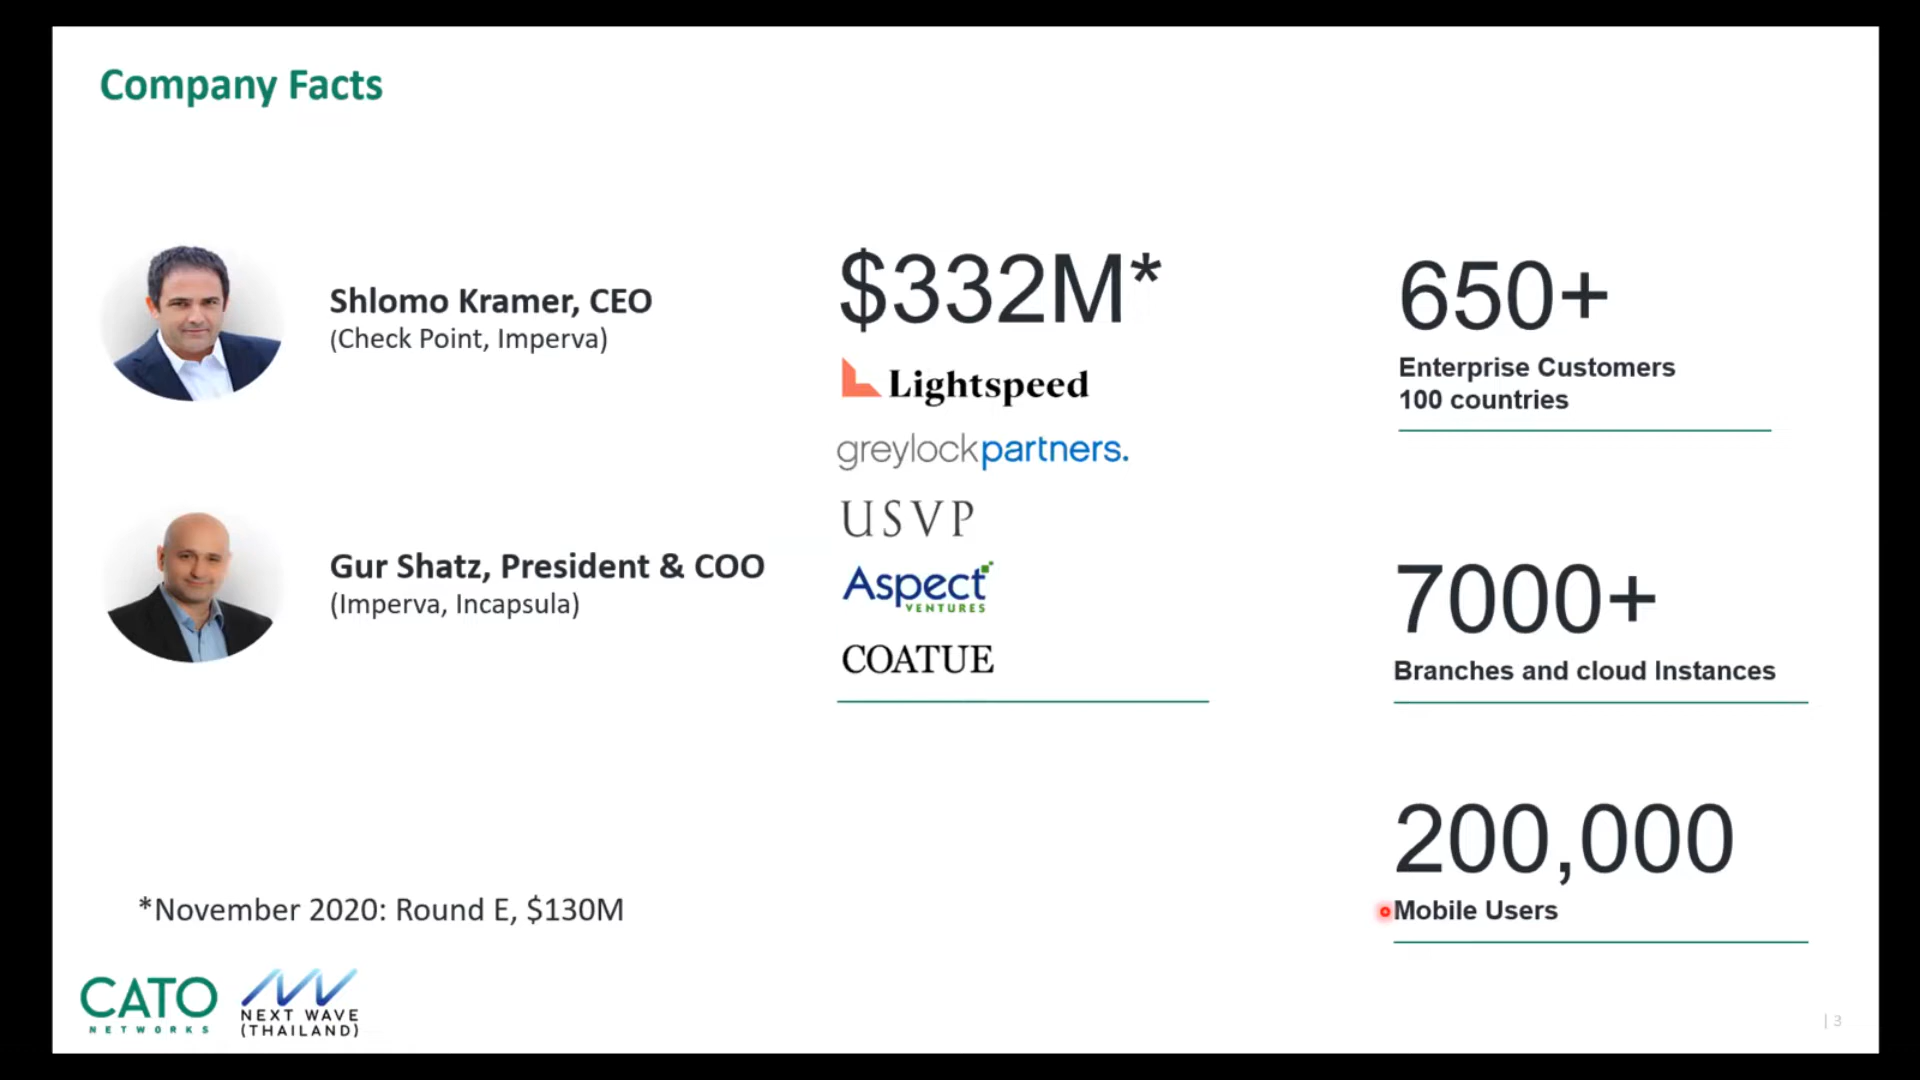 Company Facts
Shlomo Kramer, CEO
(Check Point, Imperva)
Gur Shatz, President & COO
(Imperva, Incapsula)
$332M*
Lightspeed
greylockpartners.
USVP
Aspect
VENTURES
COATUE
650+
Enterprise Customers
100 countries
7000+
Branches and cloud Instances
200,000
Mobile Users
*November 2020: Round E, $130M
CATO
NETWORKS
NEXT WAVE
(THAILAND)
| 3